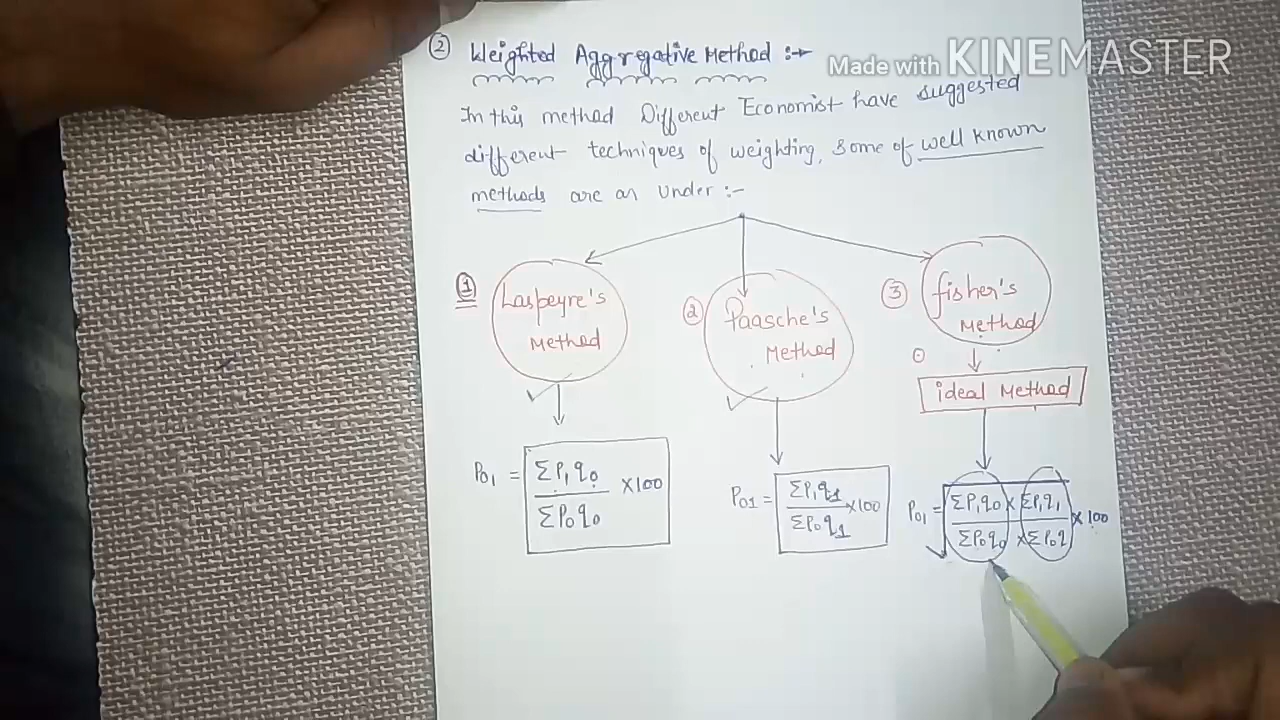 ② Weighted Aggregative Method :→
Made with KINEMASTER
In this method Different Economist have suggested
different techniques of weighting, some of well known
methods are as under :-
① Laspeyre's
Method
② Paasche's
Method
③ fisher's
Method
ideal Method
P₀₁ = ΣP₁q₀ / ΣP₀q₀ ×100
P₀₁ = ΣP₁q₁ / ΣP₀q₁ ×100
P₀₁ = √(ΣP₁q₀ / ΣP₀q₀ × ΣP₁q₁ / ΣP₀q) × 100